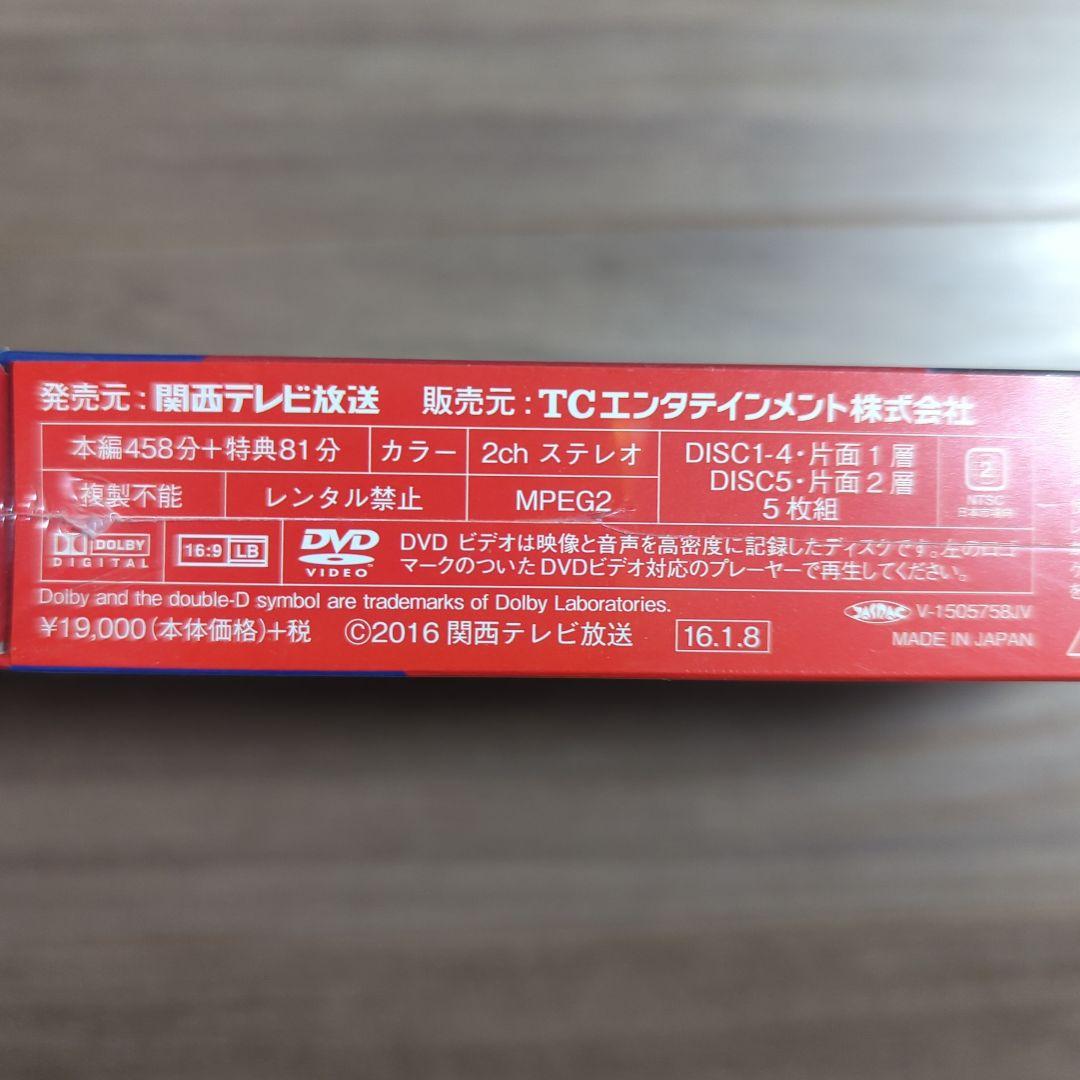 発売元:関西テレビ放送 販売元:TCエンタテインメント株式会社
本編458分+特典81分 カラー 2ch ステレオ DISC1-4・片面1層
DISC5・片面2層
複製不能 レンタル禁止 MPEG2 5枚組
2
NTSC
日本市場向
DOLBY
DIGITAL
16:9 LB
DVD
VIDEO
DVD ビデオは映像と音声を高密度に記録したディスクです。左のロゴ
マークのついたDVDビデオ対応のプレーヤーで再生してください。
Dolby and the double-D symbol are trademarks of Dolby Laboratories.
JASRAC V-1505758JV
¥19,000(本体価格)+税 ©2016 関西テレビ放送 16.1.8 MADE IN JAPAN